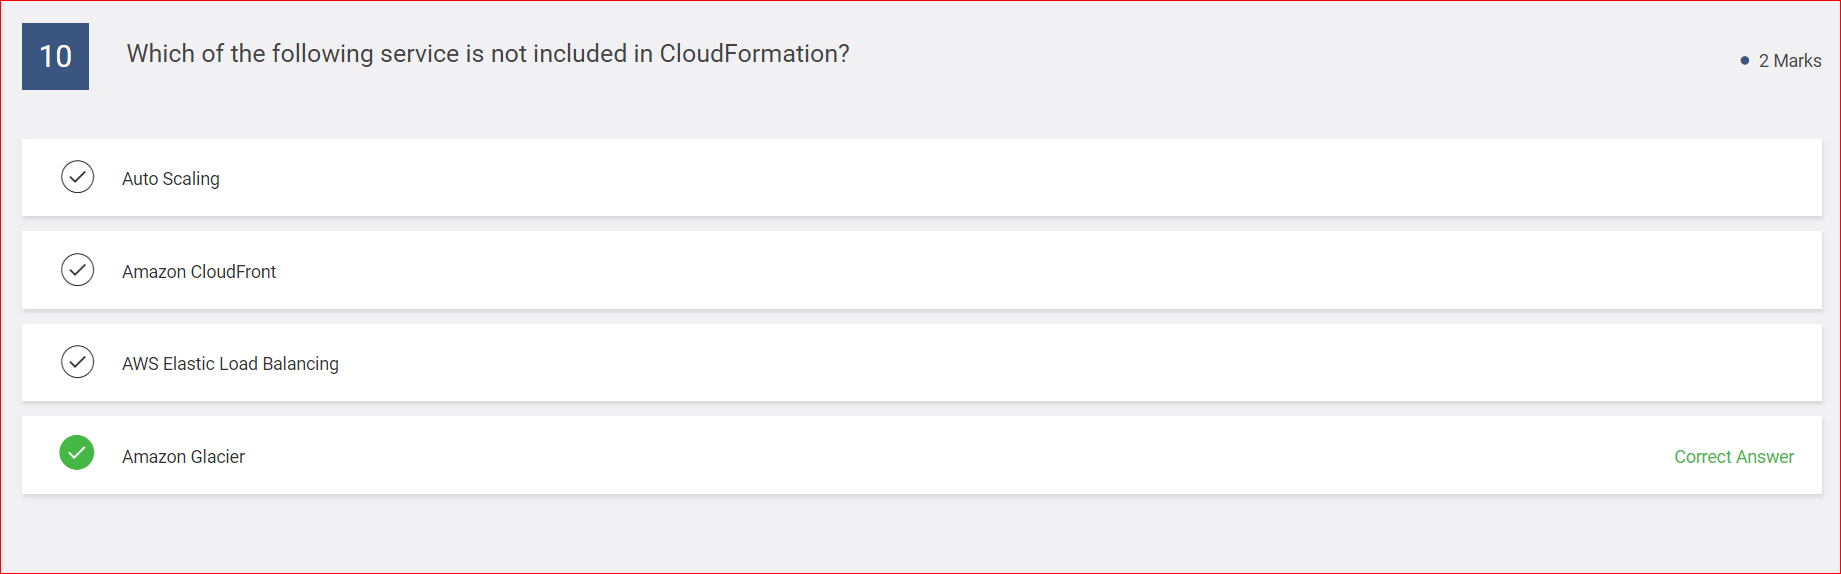 10
Which of the following service is not included in CloudFormation?
2 Marks
Auto Scaling
Amazon CloudFront
AWS Elastic Load Balancing
Amazon Glacier
Correct Answer